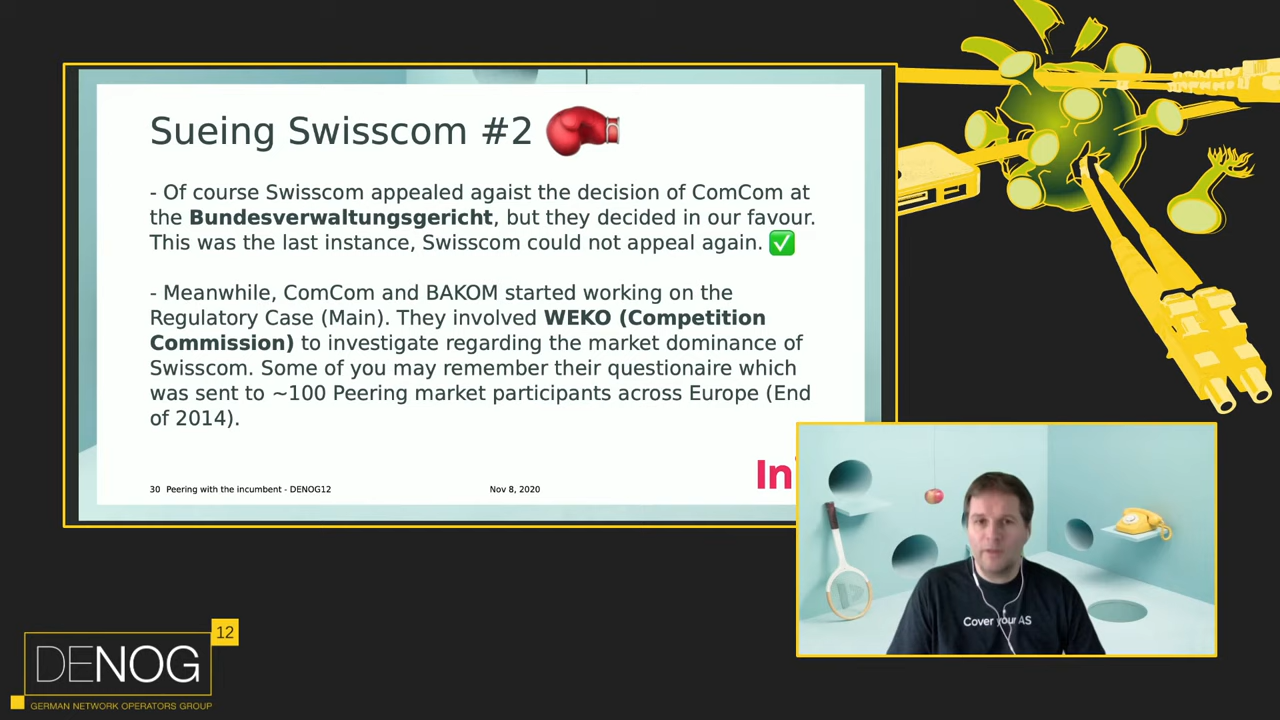 Sueing Swisscom #2
- Of course Swisscom appealed agaist the decision of ComCom at
the Bundesverwaltungsgericht, but they decided in our favour.
This was the last instance, Swisscom could not appeal again.
- Meanwhile, ComCom and BAKOM started working on the
Regulatory Case (Main). They involved WEKO (Competition
Commission) to investigate regarding the market dominance of
Swisscom. Some of you may remember their questionaire which
was sent to ~100 Peering market participants across Europe (End
of 2014).
30 Peering with the incumbent - DENOG12
Nov 8, 2020
In
Cover your AS
12
DENOG
GERMAN NETWORK OPERATORS GROUP